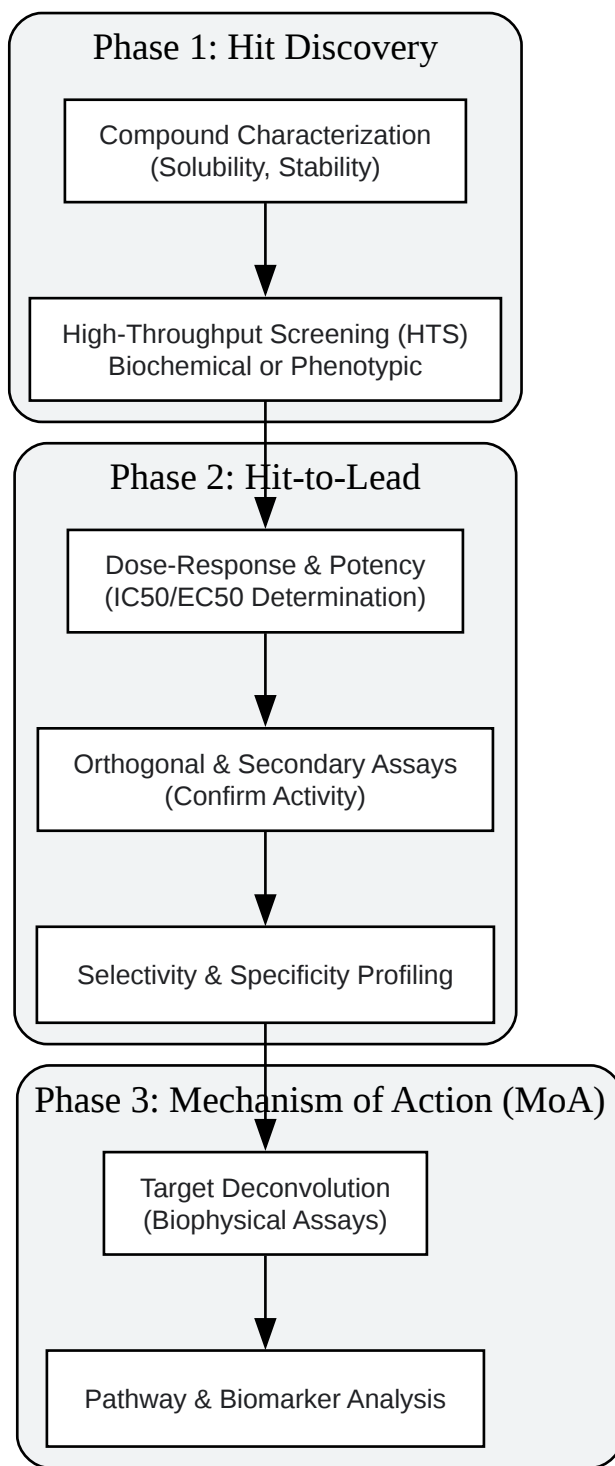 Phase 1: Hit Discovery
Compound Characterization
(Solubility, Stability)
High-Throughput Screening (HTS)
Biochemical or Phenotypic
Phase 2: Hit-to-Lead
Dose-Response & Potency
(IC50/EC50 Determination)
Orthogonal & Secondary Assays
(Confirm Activity)
Selectivity & Specificity Profiling
Phase 3: Mechanism of Action (MoA)
Target Deconvolution
(Biophysical Assays)
Pathway & Biomarker Analysis